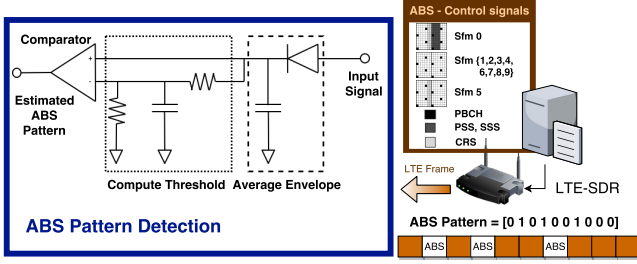 Comparator
+
-
Input
Signal
Estimated
ABS
Pattern
Compute Threshold
Average Envelope
ABS Pattern Detection
ABS - Control signals
Sfm 0
Sfm {1,2,3,4,
6,7,8,9}
Sfm 5
PBCH
PSS, SSS
CRS
LTE Frame
LTE-SDR
ABS Pattern = [0 1 0 1 0 0 1 0 0 0]
ABS
ABS
ABS